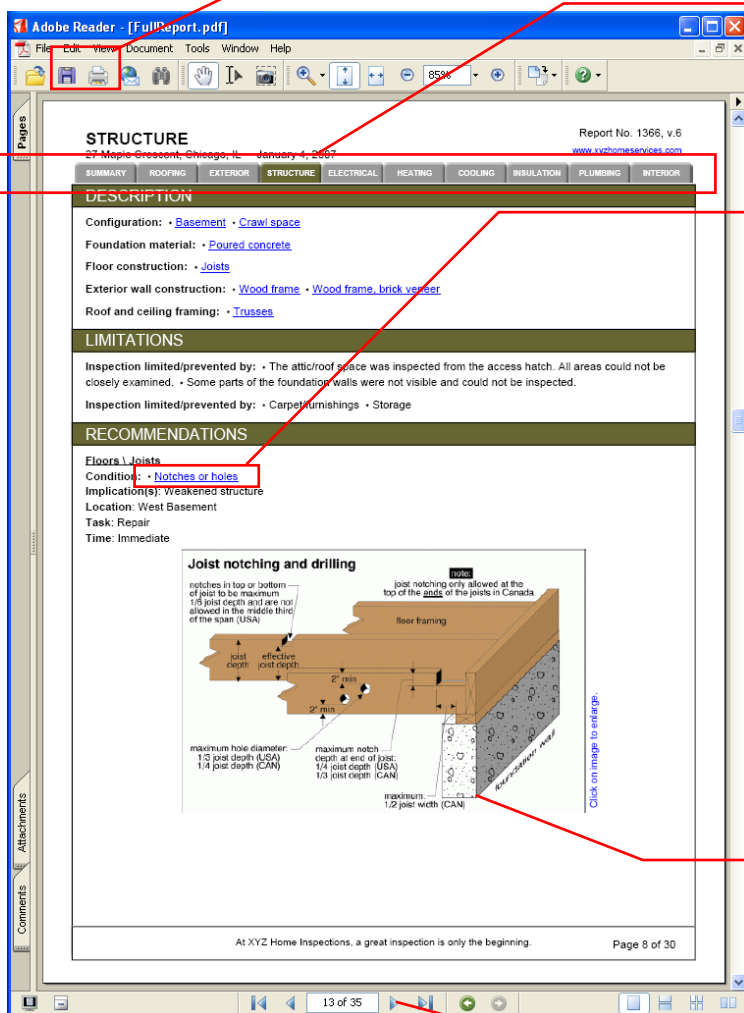 Adobe Reader - [FullReport.pdf]
File Edit View Document Tools Window Help
85%
Pages
STRUCTURE
Report No. 1366, v.6
27 Maple Crescent, Chicago, IL January 4, 2007
www.xyzhomeservices.com
SUMMARY ROOFING EXTERIOR STRUCTURE ELECTRICAL HEATING COOLING INSULATION PLUMBING INTERIOR
DESCRIPTION
Configuration: • Basement • Crawl space
Foundation material: • Poured concrete
Floor construction: • Joists
Exterior wall construction: • Wood frame • Wood frame, brick veneer
Roof and ceiling framing: • Trusses
LIMITATIONS
Inspection limited/prevented by: • The attic/roof space was inspected from the access hatch. All areas could not be
closely examined. • Some parts of the foundation walls were not visible and could not be inspected.
Inspection limited/prevented by: • Carpet/furnishings • Storage
RECOMMENDATIONS
Floors \ Joists
Condition: • Notches or holes
Implication(s): Weakened structure
Location: West Basement
Task: Repair
Time: Immediate
Joist notching and drilling
notches in top or bottom
of joist to be maximum
1/6 joist depth and are not
allowed in the middle third
of the span (USA)
note:
joist notching only allowed at the
top of the ends of the joists in Canada
floor framing
joist
depth
effective
joist depth
2" min
2" min
maximum hole diameter:
1/3 joist depth (USA)
1/4 joist depth (CAN)
maximum notch
depth at end of joist:
1/4 joist depth (USA)
1/3 joist depth (CAN)
maximum:
1/2 joist width (CAN)
foundation wall
Click on image to enlarge.
Attachments
Comments
At XYZ Home Inspections, a great inspection is only the beginning.
Page 8 of 30
13 of 35